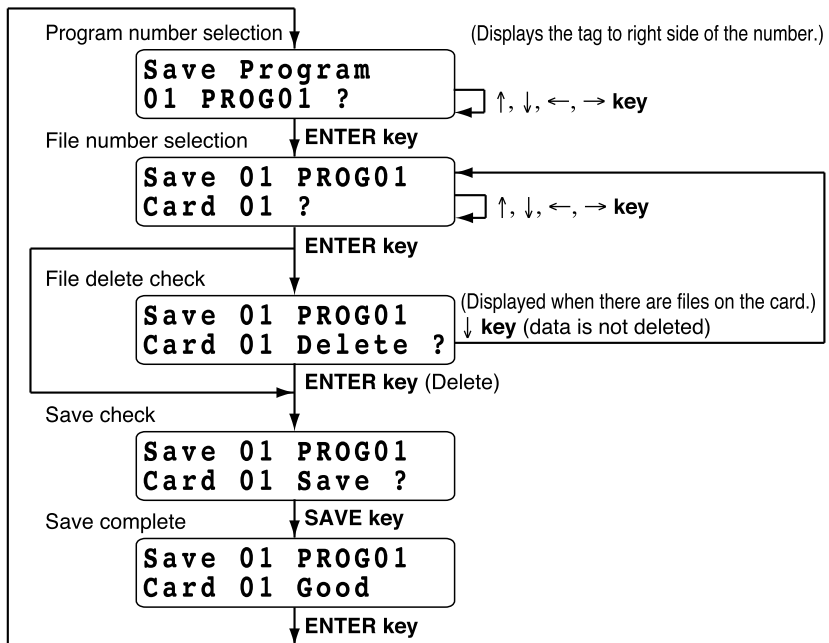 Program number selection
(Displays the tag to right side of the number.)
Save Program
01 PROG01 ?
↑, ↓, ←, → key
ENTER key
File number selection
Save 01 PROG01
Card 01 ?
↑, ↓, ←, → key
ENTER key
File delete check
(Displayed when there are files on the card.)
Save 01 PROG01
Card 01 Delete ?
↓ key (data is not deleted)
ENTER key (Delete)
Save check
Save 01 PROG01
Card 01 Save ?
SAVE key
Save complete
Save 01 PROG01
Card 01 Good
ENTER key